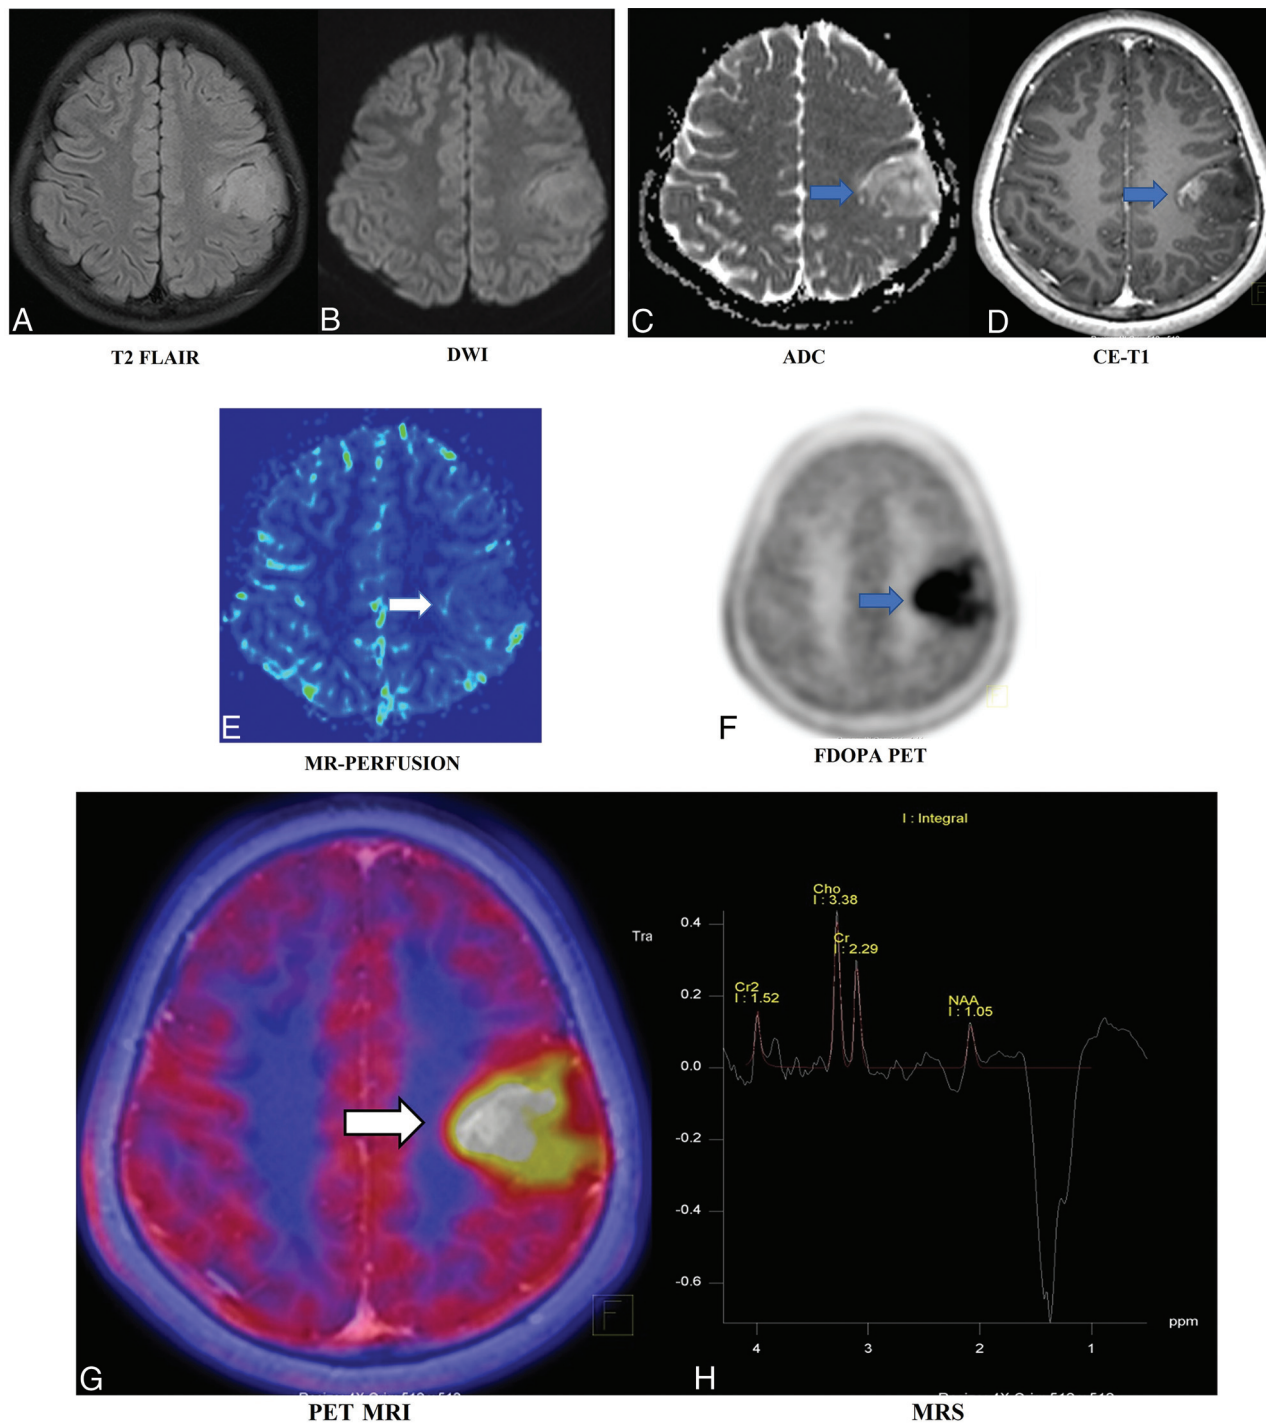 A
B
C
D
F
T2 FLAIR
DWI
ADC
CE-T1
E
F
F
MR-PERFUSION
FDOPA PET
I : Integral
Cho
I : 3.38
0.4
Tra
Cr
I : 2.29
Cr2
I : 1.52
0.2
NAA
I : 1.05
0.0
-0.2
-0.4
-0.6
ppm
4
3
2
1
F
G
H
PET MRI
MRS